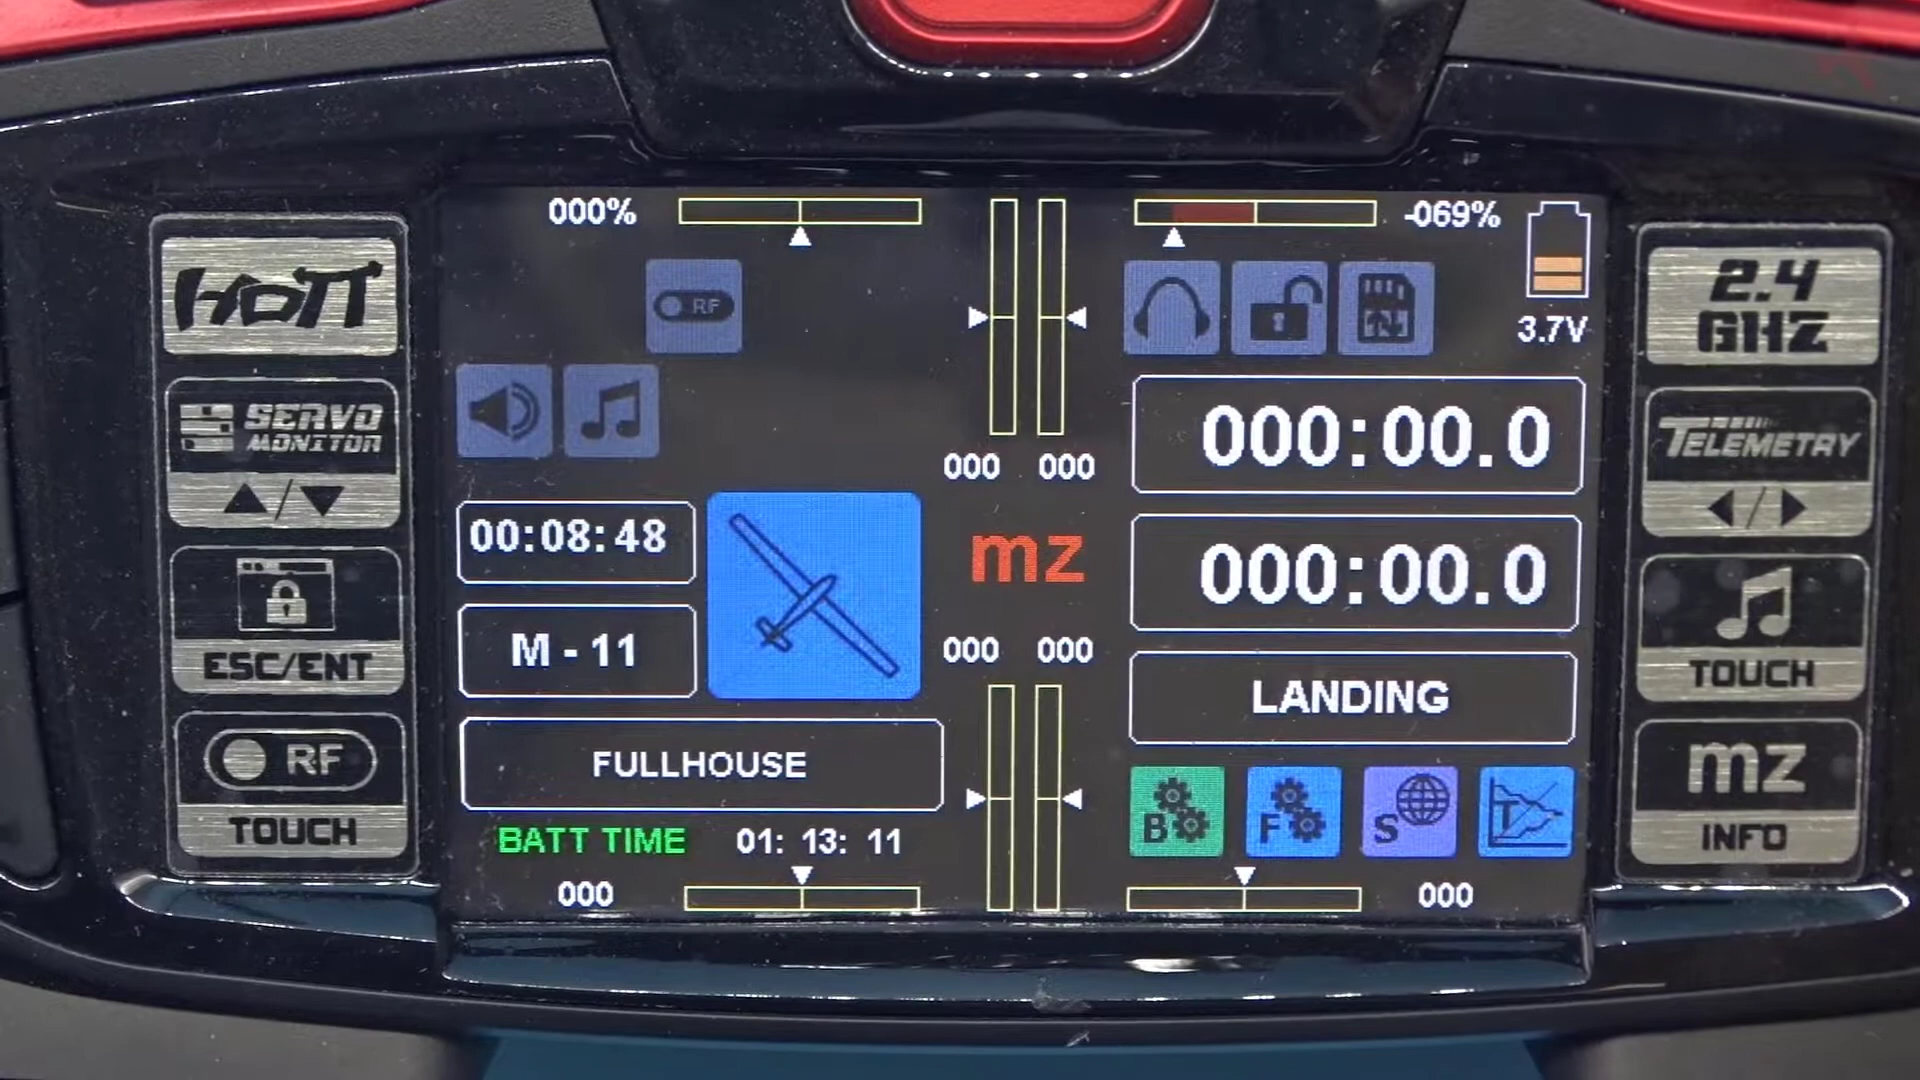 HOTT
SERVO
MONITOR
ESC/ENT
RF
TOUCH
000%
RF
00:08:48
M - 11
FULLHOUSE
BATT TIME 01: 13: 11
000
000 000
mz
000 000
-069%
3.7V
000:00.0
000:00.0
LANDING
B
F
S
T
000
2.4
GHZ
TELEMETRY
TOUCH
mz
INFO